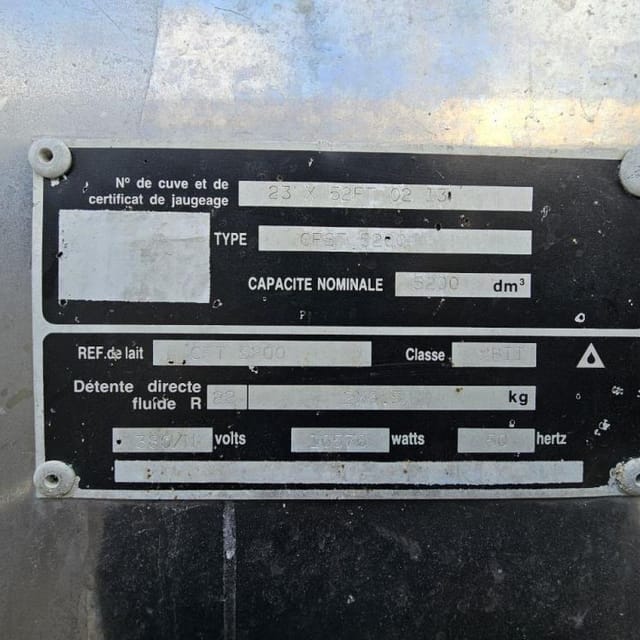 N° de cuve et de
certificat de jaugeage 23 X 52FT 02 13
TYPE
CAPACITE NOMINALE 5200 dm³
REF.de lait 5200 Classe
Détente directe
fluide R 22 kg
volts watts 50 hertz